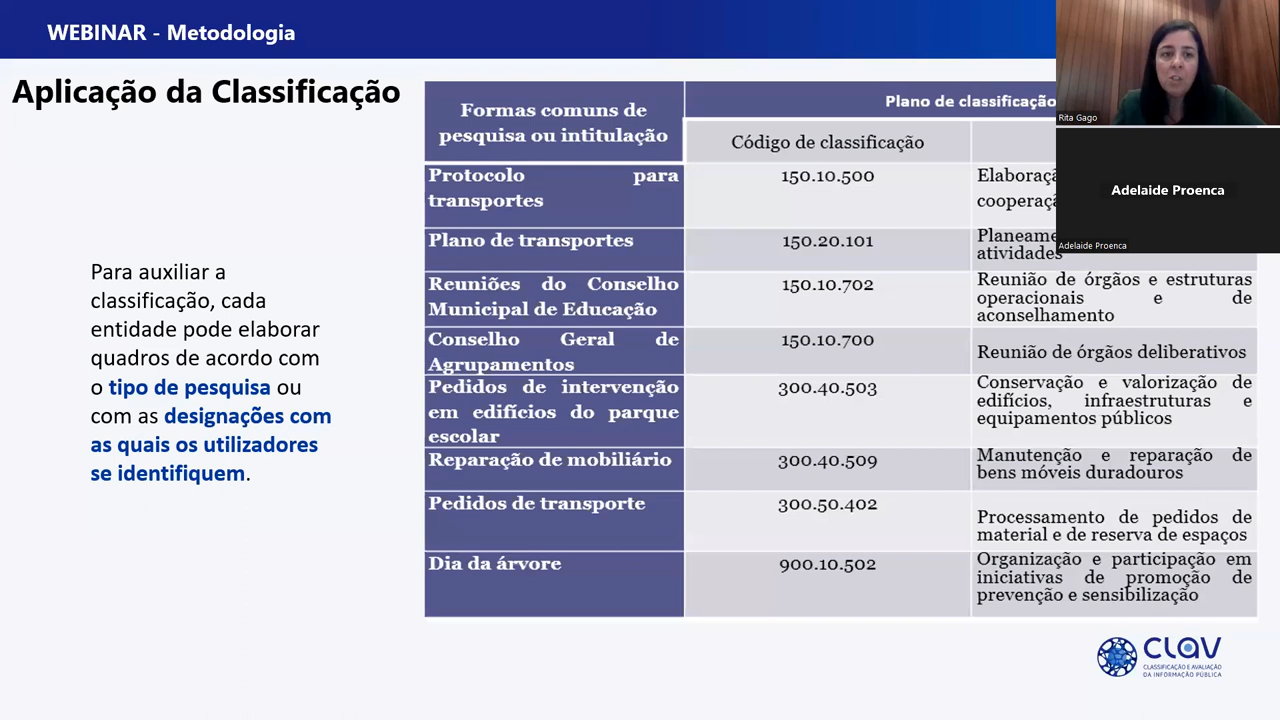 WEBINAR - Metodologia
Aplicação da Classificação
Para auxiliar a
classificação, cada
entidade pode elaborar
quadros de acordo com
o tipo de pesquisa ou
com as designações com
as quais os utilizadores
se identifiquem.
Formas comuns de
pesquisa ou intitulação
Plano de classificação
Código de classificação
Protocolo para
transportes
150.10.500
Plano de transportes
150.20.101
atividades
Reuniões do Conselho
Municipal de Educação
150.10.702
Reunião de órgãos e estruturas
operacionais e de
aconselhamento
Conselho Geral de
Agrupamentos
150.10.700
Reunião de órgãos deliberativos
Pedidos de intervenção
em edifícios do parque
escolar
300.40.503
Conservação e valorização de
edifícios, infraestruturas e
equipamentos públicos
Reparação de mobiliário
300.40.509
Manutenção e reparação de
bens móveis duradouros
Pedidos de transporte
300.50.402
Processamento de pedidos de
material e de reserva de espaços
Dia da árvore
900.10.502
Organização e participação em
iniciativas de promoção de
prevenção e sensibilização
Rita Gago
Adelaide Proenca
Adelaide Proenca
CLAV
CLASSIFICAÇÃO E AVALIAÇÃO
DA INFORMAÇÃO PÚBLICA